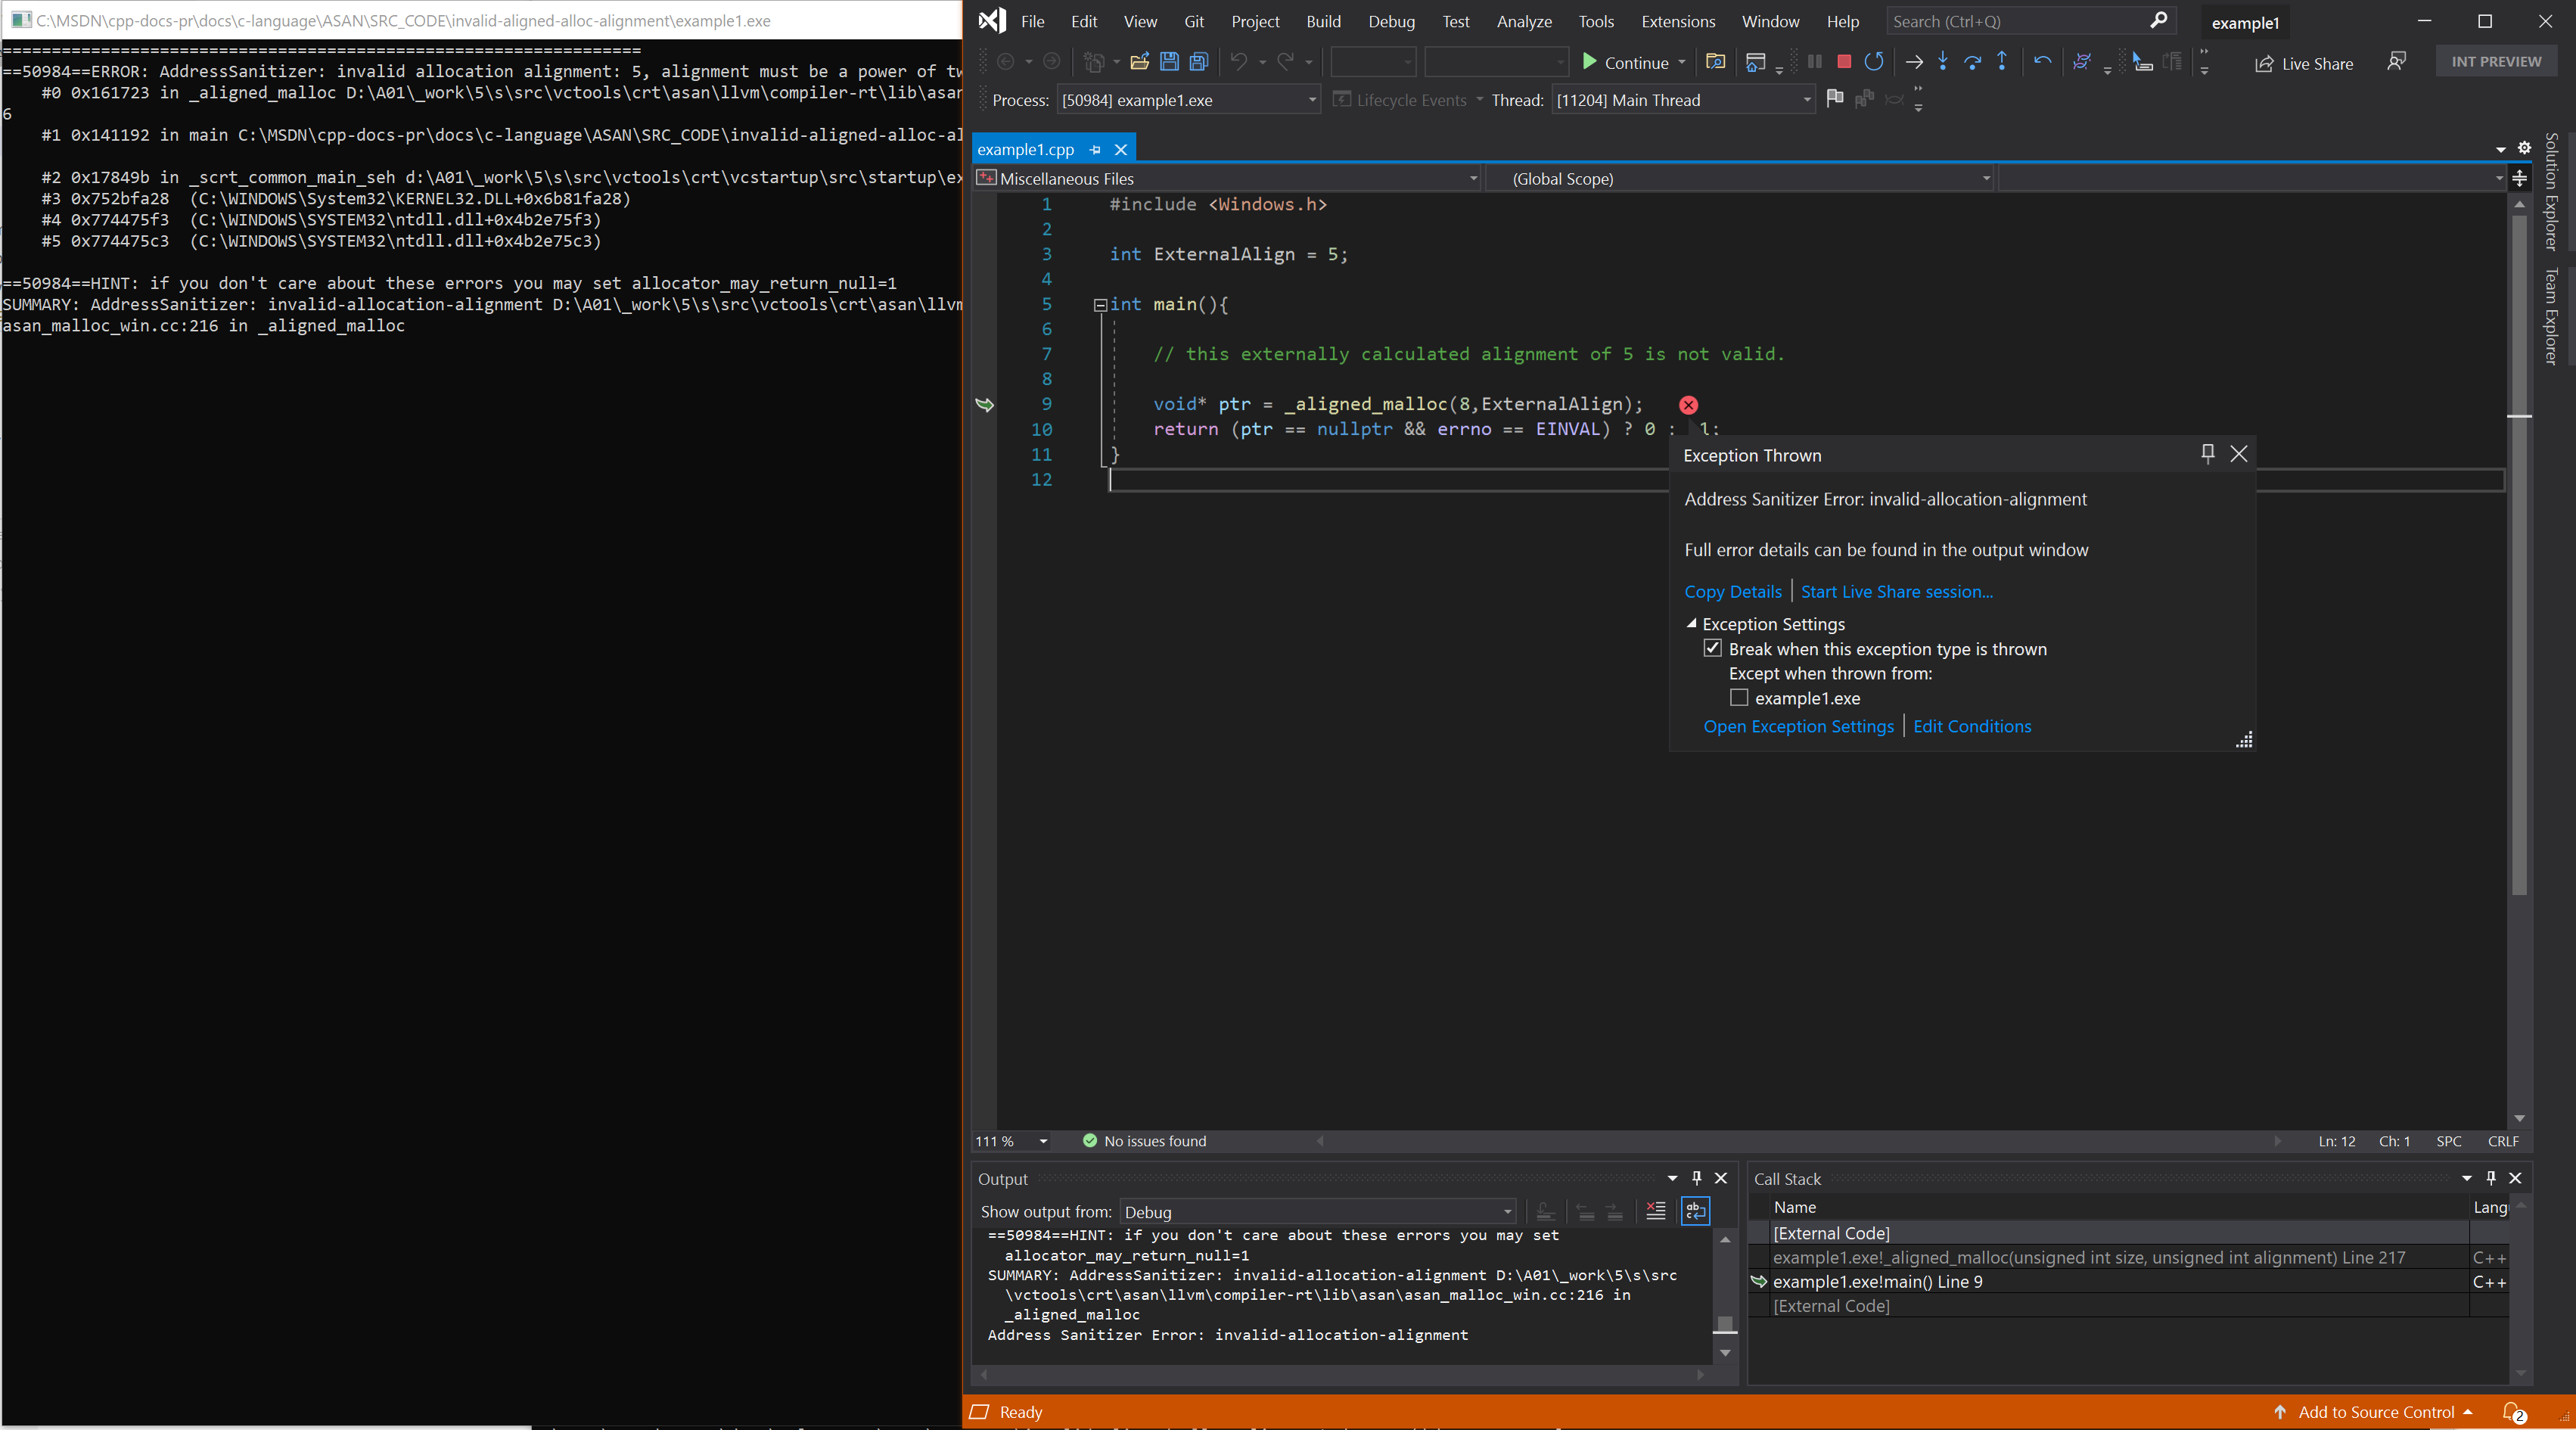 C:\MSDN\cpp-docs-pr\docs\c-language\ASAN\SRC_CODE\invalid-aligned-alloc-alignment\example1.exe
=================================================================
==50984==ERROR: AddressSanitizer: invalid allocation alignment: 5, alignment must be a power of tw
#0 0x161723 in _aligned_malloc D:\A01\_work\5\s\src\vctools\crt\asan\llvm\compiler-rt\lib\asan
6
#1 0x141192 in main C:\MSDN\cpp-docs-pr\docs\c-language\ASAN\SRC_CODE\invalid-aligned-alloc-al
#2 0x17849b in _scrt_common_main_seh d:\A01\_work\5\s\src\vctools\crt\vcstartup\src\startup\ex
#3 0x752bfa28 (C:\WINDOWS\System32\KERNEL32.DLL+0x6b81fa28)
#4 0x774475f3 (C:\WINDOWS\SYSTEM32\ntdll.dll+0x4b2e75f3)
#5 0x774475c3 (C:\WINDOWS\SYSTEM32\ntdll.dll+0x4b2e75c3)
==50984==HINT: if you don't care about these errors you may set allocator_may_return_null=1
SUMMARY: AddressSanitizer: invalid-allocation-alignment D:\A01\_work\5\s\src\vctools\crt\asan\llvm
asan_malloc_win.cc:216 in _aligned_malloc
File Edit View Git Project Build Debug Test Analyze Tools Extensions Window Help Search (Ctrl+Q) example1
Continue Live Share INT PREVIEW
Process: [50984] example1.exe Lifecycle Events Thread: [11204] Main Thread
example1.cpp
Miscellaneous Files (Global Scope)
Solution Explorer
Team Explorer
1 #include <Windows.h>
2
3 int ExternalAlign = 5;
4
5 int main(){
6
7 // this externally calculated alignment of 5 is not valid.
8
9 void* ptr = _aligned_malloc(8,ExternalAlign);
10 return (ptr == nullptr && errno == EINVAL) ? 0 : 1;
11 }
12
Exception Thrown
Address Sanitizer Error: invalid-allocation-alignment
Full error details can be found in the output window
Copy Details | Start Live Share session...
Exception Settings
Break when this exception type is thrown
Except when thrown from:
example1.exe
Open Exception Settings | Edit Conditions
111 % No issues found Ln: 12 Ch: 1 SPC CRLF
Output
Show output from: Debug
==50984==HINT: if you don't care about these errors you may set
allocator_may_return_null=1
SUMMARY: AddressSanitizer: invalid-allocation-alignment D:\A01\_work\5\s\src
\vctools\crt\asan\llvm\compiler-rt\lib\asan\asan_malloc_win.cc:216 in
_aligned_malloc
Address Sanitizer Error: invalid-allocation-alignment
Call Stack
Name Lang
[External Code]
example1.exe!_aligned_malloc(unsigned int size, unsigned int alignment) Line 217 C++
example1.exe!main() Line 9 C++
[External Code]
Ready Add to Source Control 2